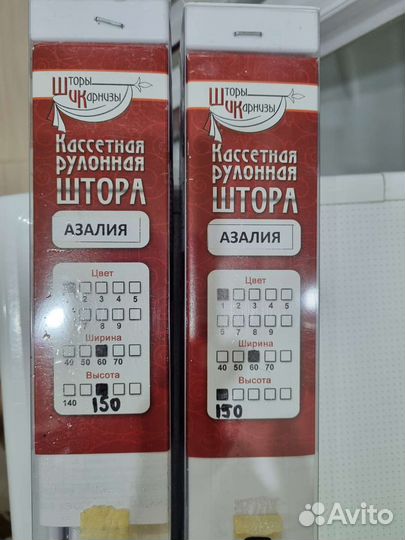 Шторы
и Карнизы
Кассетная
рулонная
ШТОРА
АЗАЛИЯ
Цвет
2 3 4 5
7 8 9
Ширина
40 50 60 70
Высота
140
150
Шторы
и Карнизы
Кассетная
рулонная
ШТОРА
АЗАЛИЯ
Цвет
1 2 3 4 5
6 7 8 9
Ширина
40 50 60 70
Высота
150
Avito